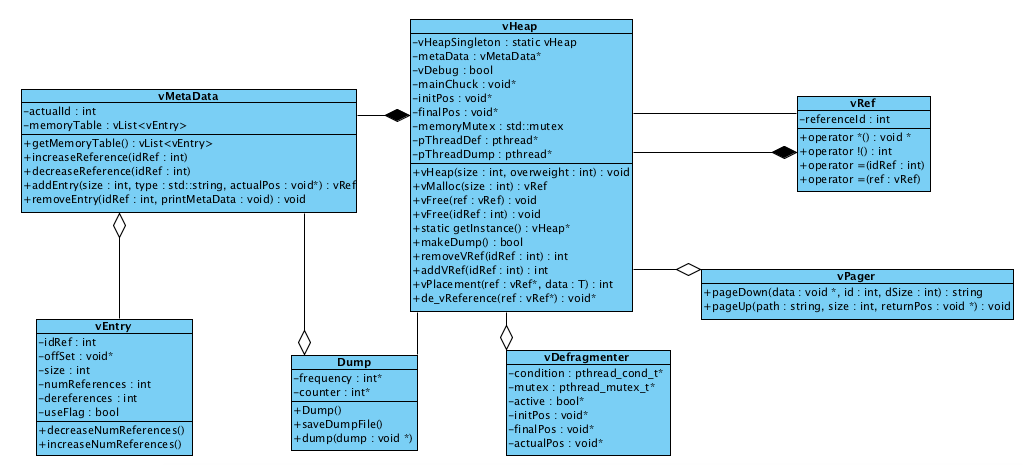 vHeap
-vHeapSingleton : static vHeap
-metaData : vMetaData*
-vDebug : bool
-mainChuck : void*
-initPos : void*
-finalPos : void*
-memoryMutex : std::mutex
-pThreadDef : pthread*
-pThreadDump : pthread*
+vHeap(size : int, overweight : int) : void
+vMalloc(size : int) : vRef
+vFree(ref : vRef) : void
+vFree(idRef : int) : void
+static getInstance() : vHeap*
+makeDump() : bool
+removeVRef(idRef : int) : int
+addVRef(idRef : int) : int
+vPlacement(ref : vRef*, data : T) : int
+de_vReference(ref : vRef*) : void*
vMetaData
-actualId : int
-memoryTable : vList<vEntry>
+getMemoryTable() : vList<vEntry>
+increaseReference(idRef : int)
+decreaseReference(idRef : int)
+addEntry(size : int, type : std::string, actualPos : void*) : vRef
+removeEntry(idRef : int, printMetaData : void) : void
vRef
-referenceId : int
+operator *() : void *
+operator !() : int
+operator =(idRef : int)
+operator =(ref : vRef)
vPager
+pageDown(data : void *, id : int, dSize : int) : string
+pageUp(path : string, size : int, returnPos : void *) : void
vEntry
-idRef : int
-offSet : void*
-size : int
-numReferences : int
-dereferences : int
-useFlag : bool
+decreaseNumReferences()
+increaseNumReferences()
Dump
-frequency : int*
-counter : int*
+Dump()
+saveDumpFile()
+dump(dump : void *)
vDefragmenter
-condition : pthread_cond_t*
-mutex : pthread_mutex_t*
-active : bool*
-initPos : void*
-finalPos : void*
-actualPos : void*